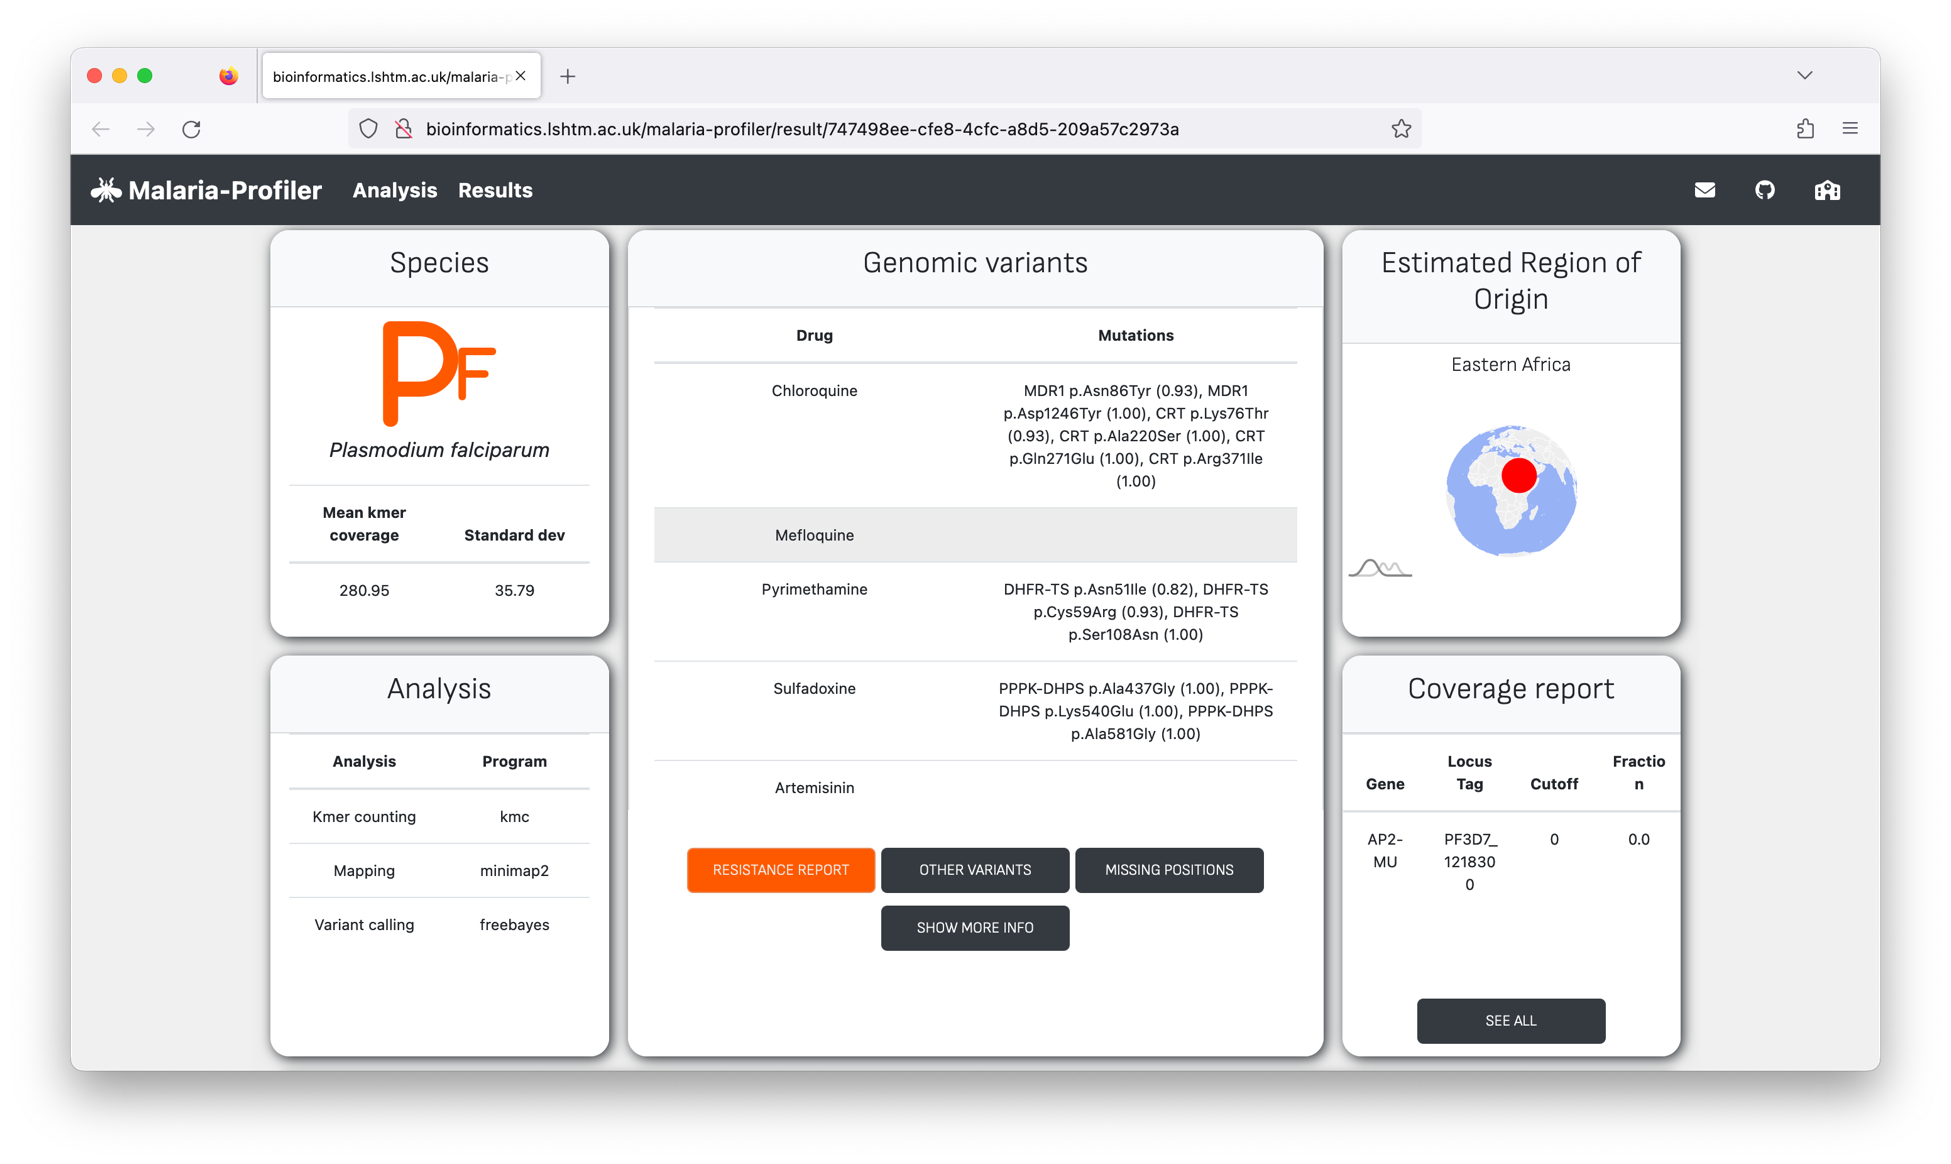 bioinformatics.lshtm.ac.uk/malaria-p
bioinformatics.lshtm.ac.uk/malaria-profiler/result/747498ee-cfe8-4cfc-a8d5-209a57c2973a
Malaria-Profiler Analysis Results
Species
PF
Plasmodium falciparum
Mean kmer
coverage Standard dev
280.95 35.79
Analysis
Analysis Program
Kmer counting kmc
Mapping minimap2
Variant calling freebayes
Genomic variants
Drug Mutations
Chloroquine MDR1 p.Asn86Tyr (0.93), MDR1
p.Asp1246Tyr (1.00), CRT p.Lys76Thr
(0.93), CRT p.Ala220Ser (1.00), CRT
p.Gln271Glu (1.00), CRT p.Arg371Ile
(1.00)
Mefloquine
Pyrimethamine DHFR-TS p.Asn51Ile (0.82), DHFR-TS
p.Cys59Arg (0.93), DHFR-TS
p.Ser108Asn (1.00)
Sulfadoxine PPPK-DHPS p.Ala437Gly (1.00), PPPK-
DHPS p.Lys540Glu (1.00), PPPK-DHPS
p.Ala581Gly (1.00)
Artemisinin
RESISTANCE REPORT OTHER VARIANTS MISSING POSITIONS
SHOW MORE INFO
Estimated Region of
Origin
Eastern Africa
Coverage report
Locus Fractio
Gene Tag Cutoff n
AP2- PF3D7_ 0 0.0
MU 121830
0
SEE ALL